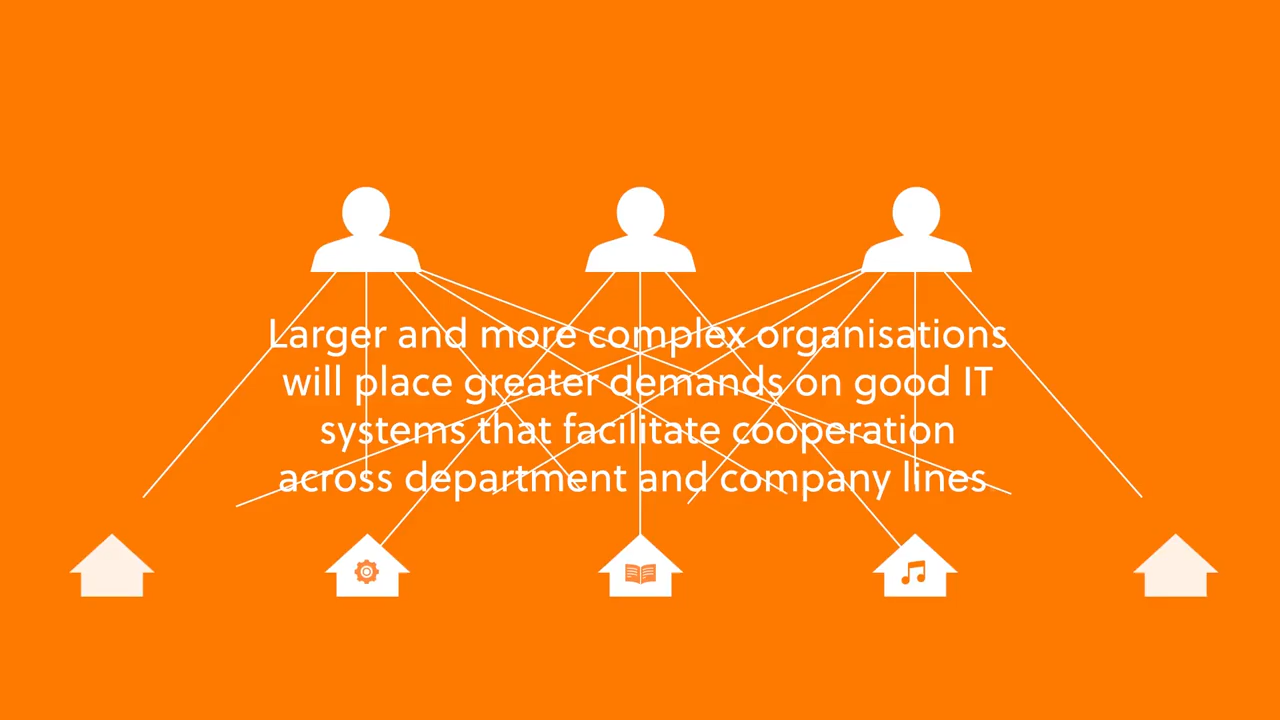 Larger and more complex organisations
will place greater demands on good IT
systems that facilitate cooperation
across department and company lines